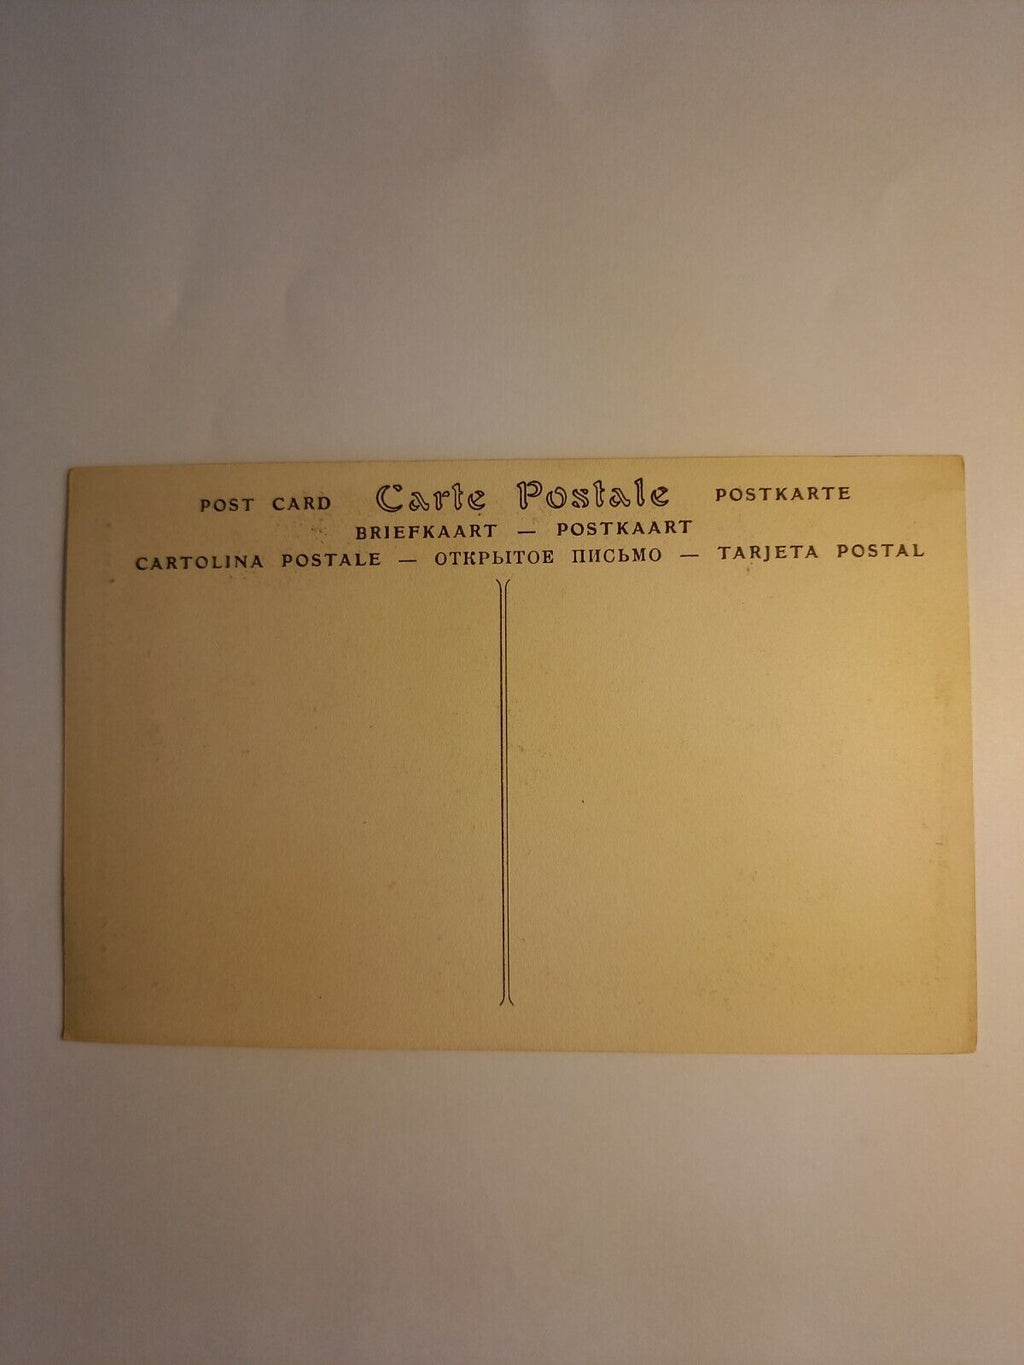 POST CARD Carte Postale POSTKARTE
BRIEFKAART — POSTKAART
CARTOLINA POSTALE — ОТКРЫТОЕ ПИСЬМО — TARJETA POSTAL